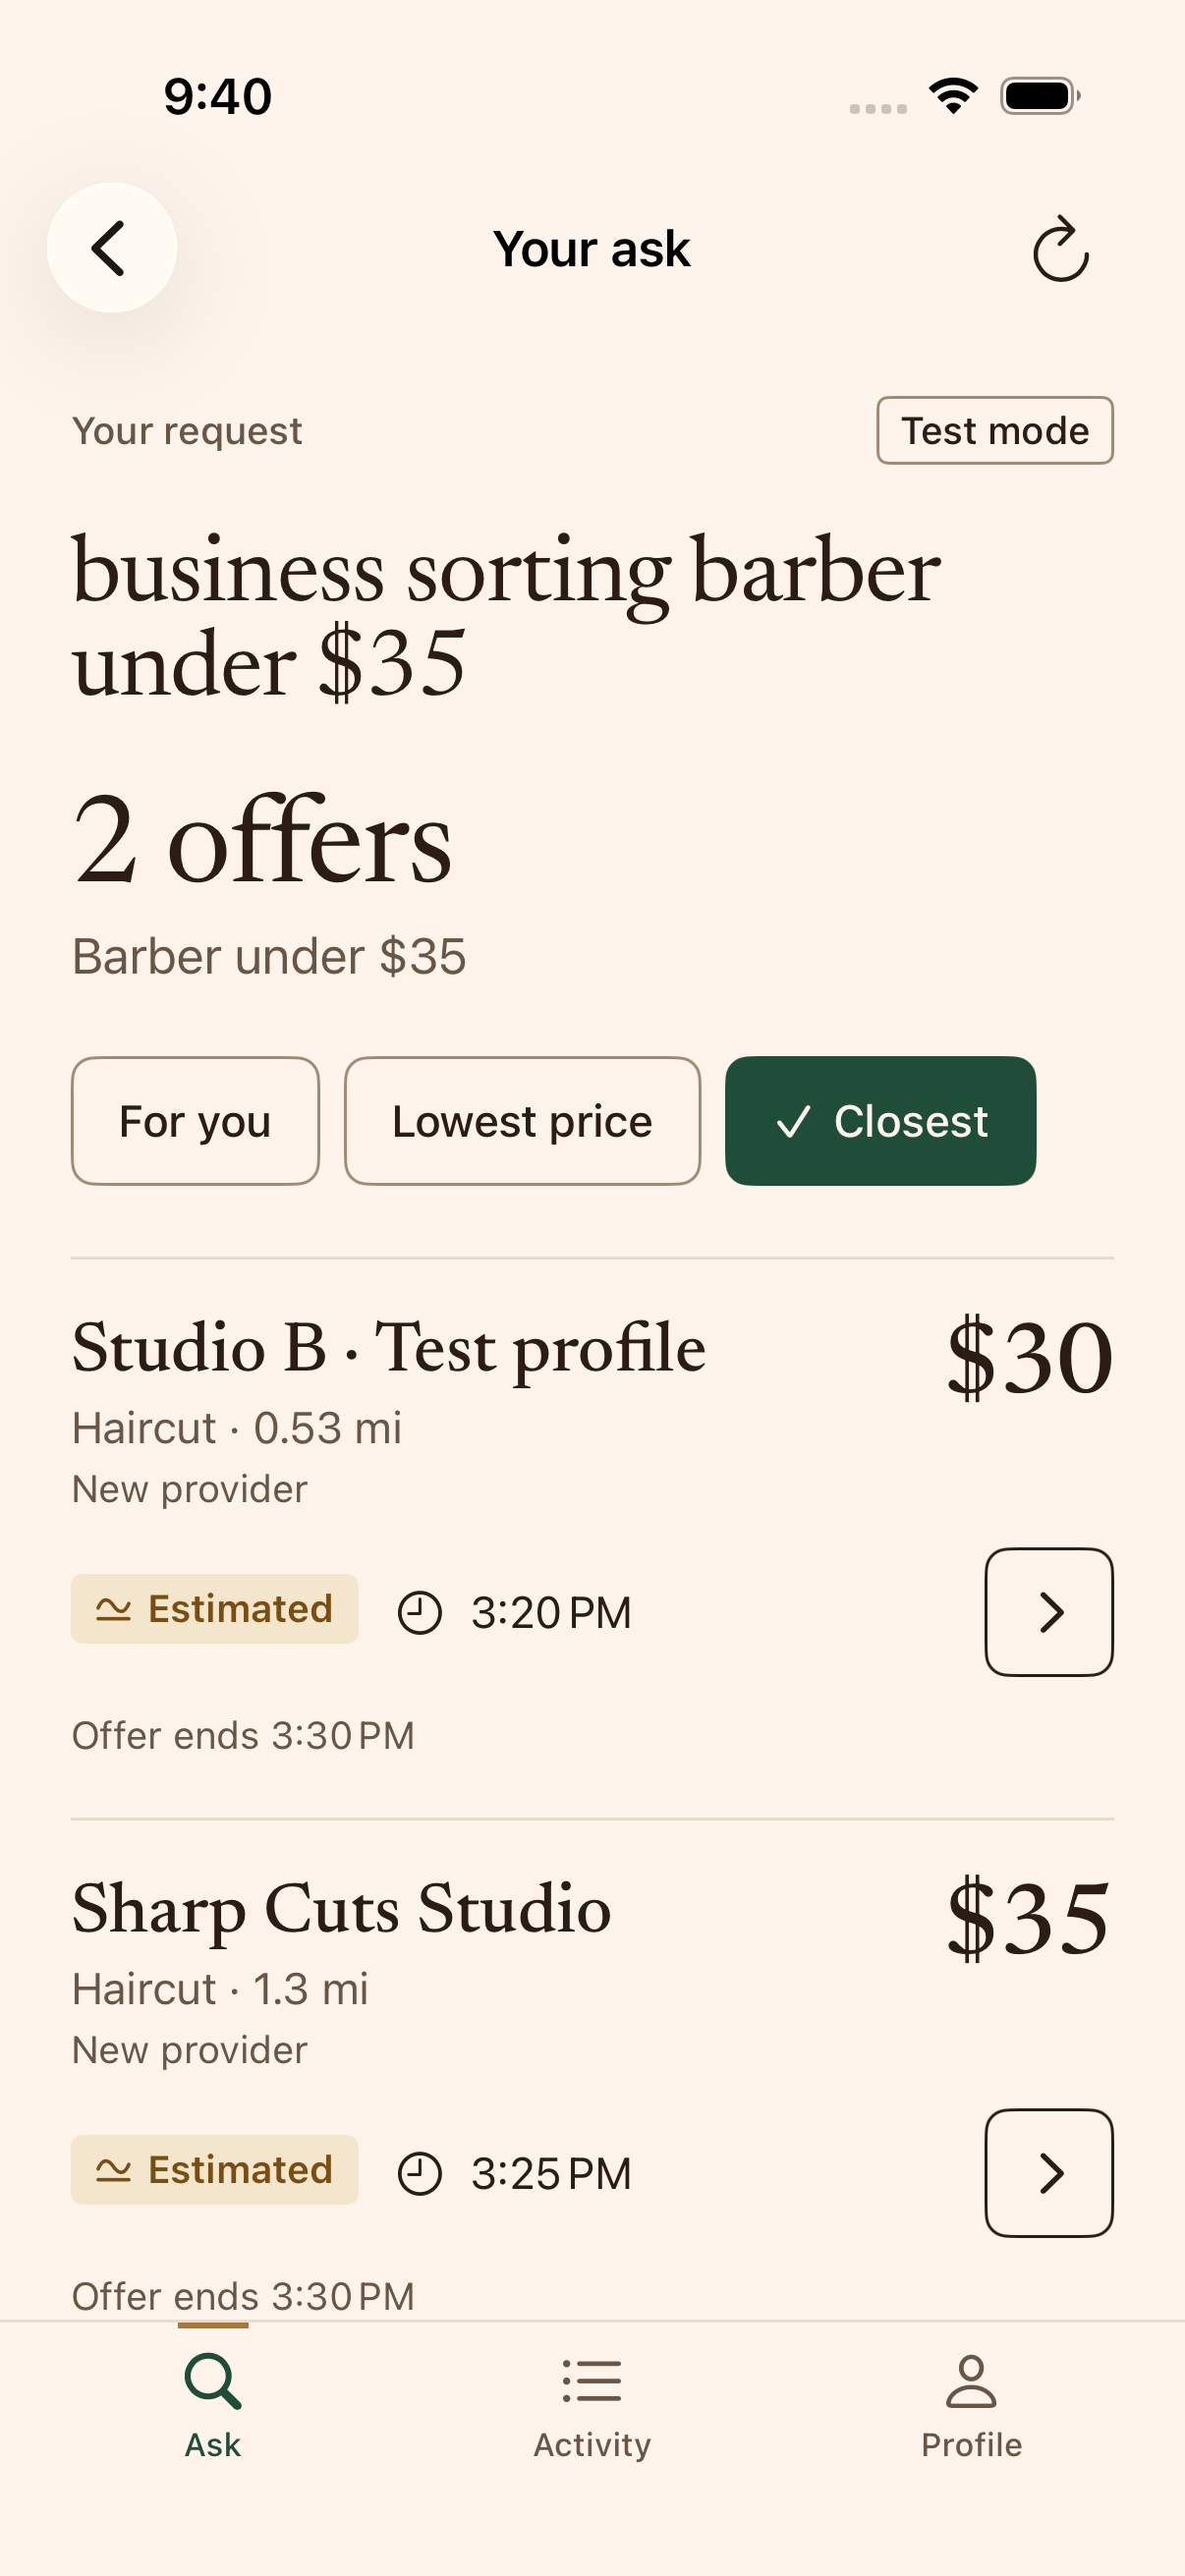 9:40
Your ask
Your request
Test mode
business sorting barber
under $35
2 offers
Barber under $35
For you
Lowest price
Closest
Studio B · Test profile
$30
Haircut · 0.53 mi
New provider
Estimated
3:20 PM
Offer ends 3:30 PM
Sharp Cuts Studio
$35
Haircut · 1.3 mi
New provider
Estimated
3:25 PM
Offer ends 3:30 PM
Ask
Activity
Profile